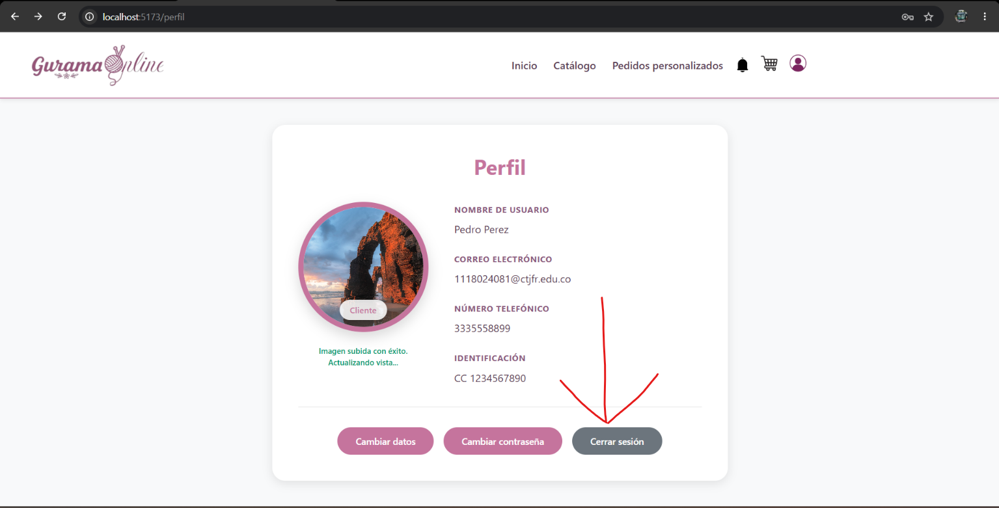 localhost:5173/perfil
Gurama Online
Inicio
Catálogo
Pedidos personalizados
Perfil
Cliente
Imagen subida con éxito.
Actualizando vista...
NOMBRE DE USUARIO
Pedro Perez
CORREO ELECTRÓNICO
1118024081@ctjfr.edu.co
NÚMERO TELEFÓNICO
3335558899
IDENTIFICACIÓN
CC 1234567890
Cambiar datos
Cambiar contraseña
Cerrar sesión